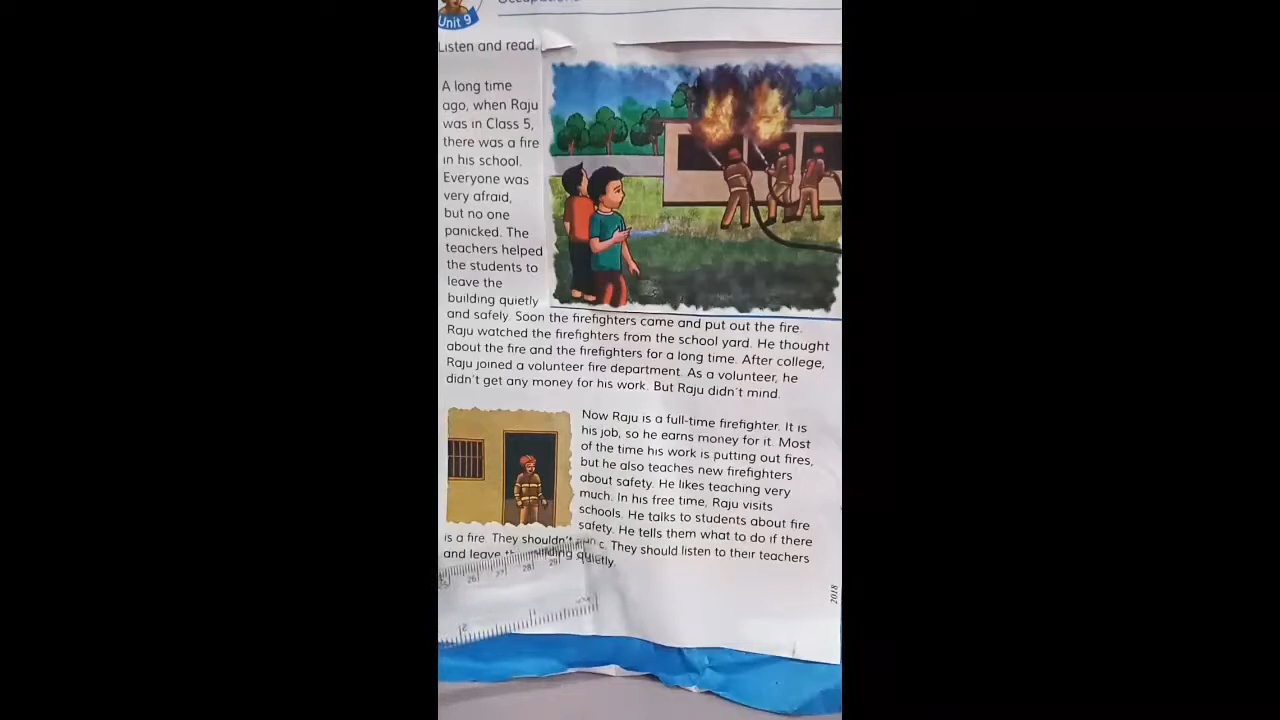 Unit 9
Listen and read.
A long time
ago, when Raju
was in Class 5,
there was a fire
in his school.
Everyone was
very afraid,
but no one
panicked. The
teachers helped
the students to
leave the
building quietly
and safely. Soon the firefighters came and put out the fire.
Raju watched the firefighters from the school yard. He thought
about the fire and the firefighters for a long time. After college,
Raju joined a volunteer fire department. As a volunteer, he
didn't get any money for his work. But Raju didn't mind.
Now Raju is a full-time firefighter. It is
his job, so he earns money for it. Most
of the time his work is putting out fires,
but he also teaches new firefighters
about safety. He likes teaching very
much. In his free time, Raju visits
schools. He talks to students about fire
safety. He tells them what to do if there
is a fire. They shouldn't They should listen to their teachers
and leave quietly.
26 27 28 29
2 1
2018